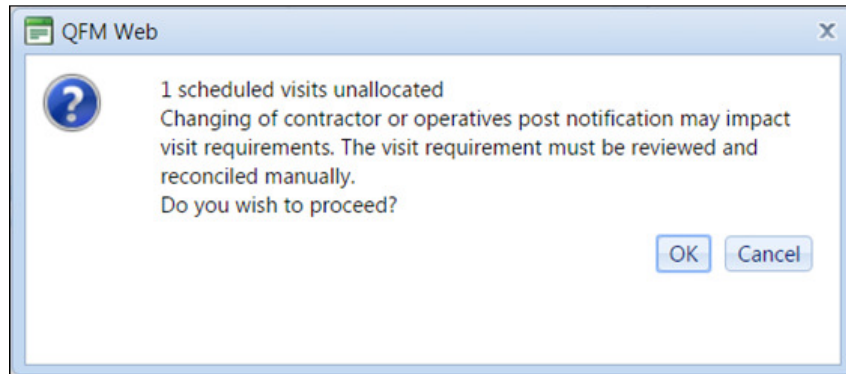 QFM Web
1 scheduled visits unallocated
Changing of contractor or operatives post notification may impact
visit requirements. The visit requirement must be reviewed and
reconciled manually.
Do you wish to proceed?
OK Cancel